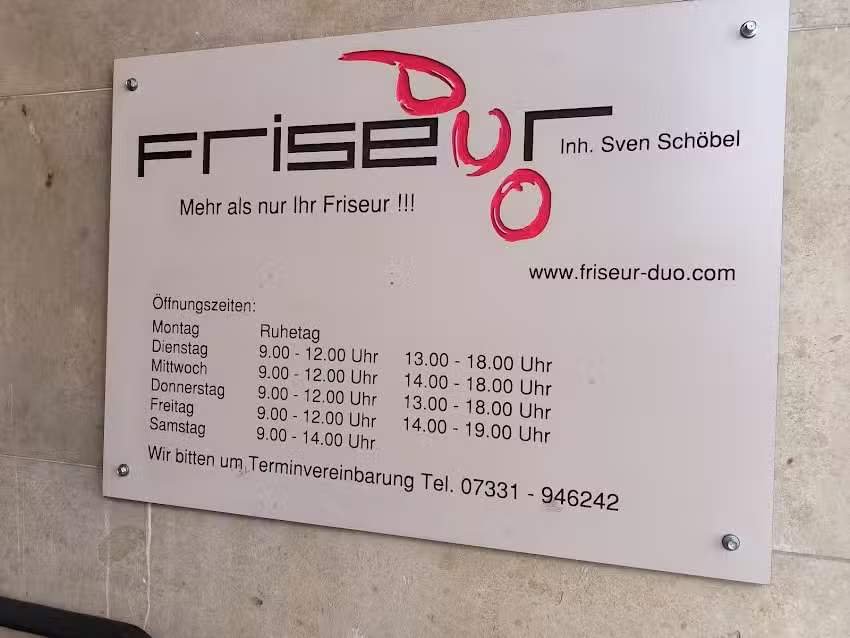 FriseUr
Duo
Inh. Sven Schöbel
Mehr als nur Ihr Friseur !!!
www.friseur-duo.com
Öffnungszeiten:
Montag Ruhetag
Dienstag 9.00 - 12.00 Uhr 13.00 - 18.00 Uhr
Mittwoch 9.00 - 12.00 Uhr 14.00 - 18.00 Uhr
Donnerstag 9.00 - 12.00 Uhr 13.00 - 18.00 Uhr
Freitag 9.00 - 12.00 Uhr 14.00 - 19.00 Uhr
Samstag 9.00 - 14.00 Uhr
Wir bitten um Terminvereinbarung Tel. 07331 - 946242